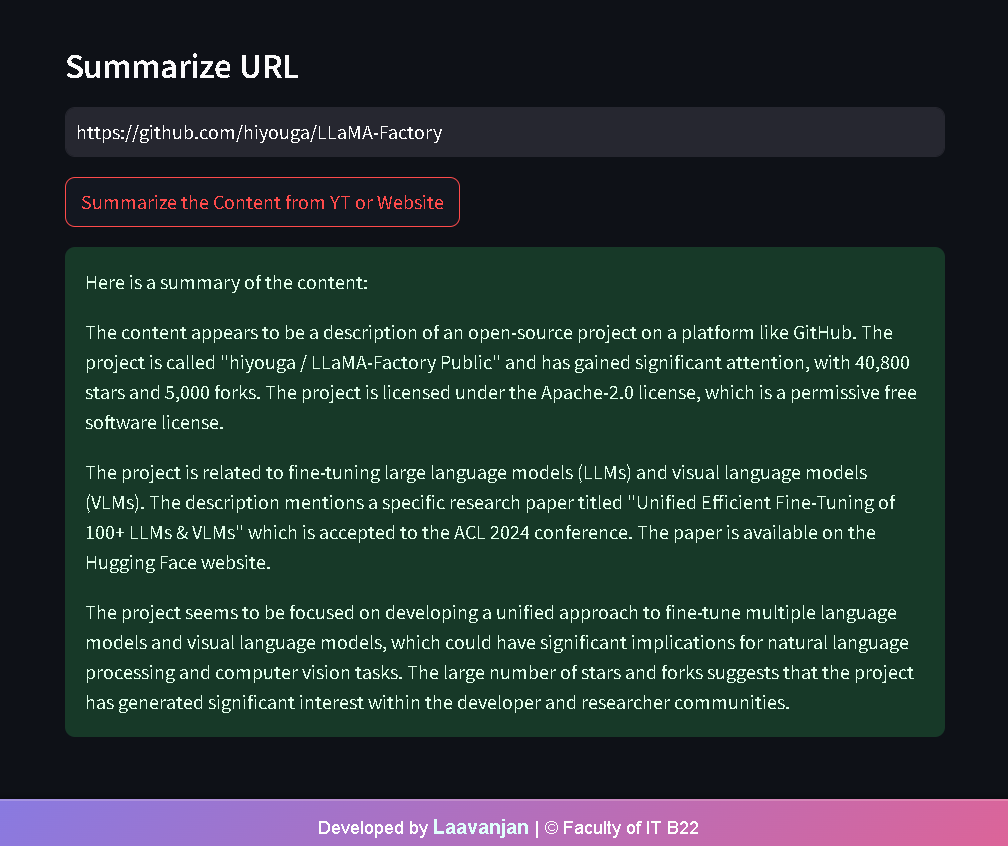 Summarize URL
https://github.com/hiyouga/LLaMA-Factory
Summarize the Content from YT or Website
Here is a summary of the content:
The content appears to be a description of an open-source project on a platform like GitHub. The
project is called "hiyouga / LLaMA-Factory Public" and has gained significant attention, with 40,800
stars and 5,000 forks. The project is licensed under the Apache-2.0 license, which is a permissive free
software license.
The project is related to fine-tuning large language models (LLMs) and visual language models
(VLMs). The description mentions a specific research paper titled "Unified Efficient Fine-Tuning of
100+ LLMs & VLMs" which is accepted to the ACL 2024 conference. The paper is available on the
Hugging Face website.
The project seems to be focused on developing a unified approach to fine-tune multiple language
models and visual language models, which could have significant implications for natural language
processing and computer vision tasks. The large number of stars and forks suggests that the project
has generated significant interest within the developer and researcher communities.
Developed by Laavanjan | © Faculty of IT B22